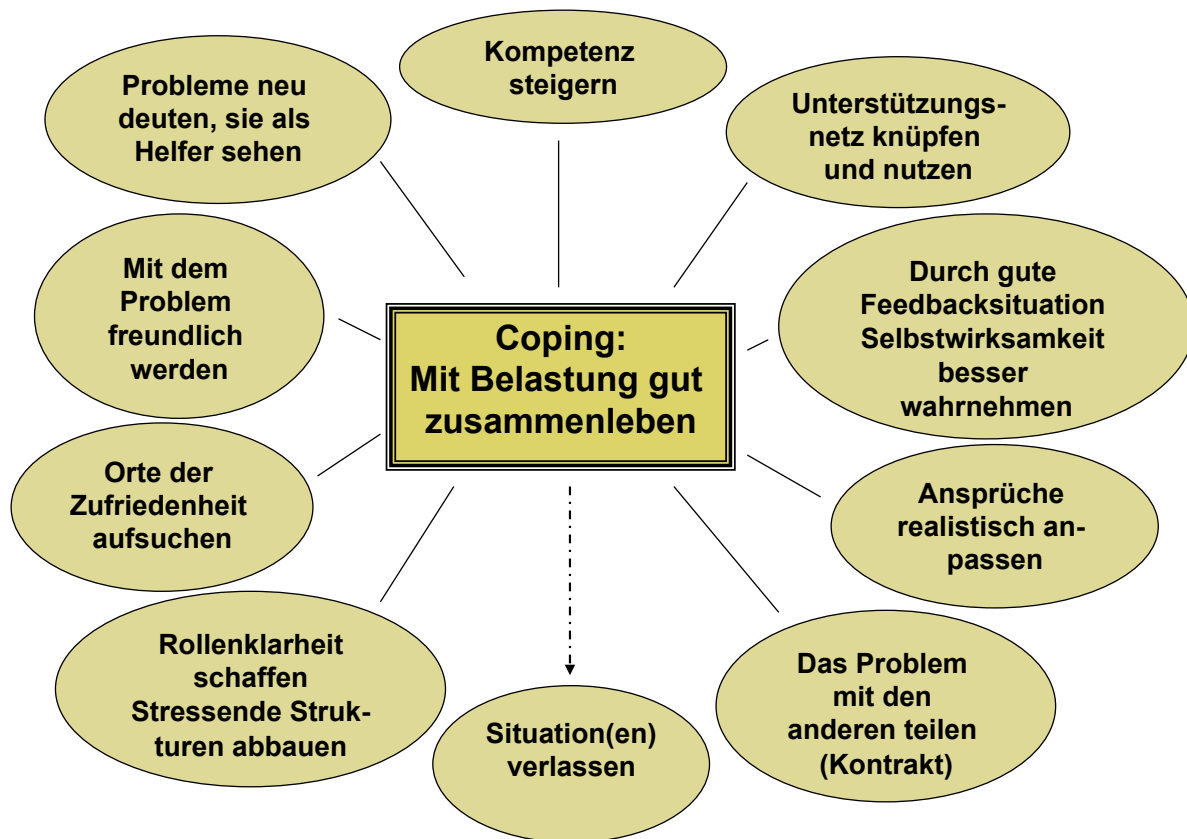 Kompetenz
steigern
Probleme neu
deuten, sie als
Helfer sehen
Unterstützungs-
netz knüpfen
und nutzen
Mit dem
Problem
freundlich
werden
Coping:
Mit Belastung gut
zusammenleben
Durch gute
Feedbacksituation
Selbstwirksamkeit
besser
wahrnehmen
Orte der
Zufriedenheit
aufsuchen
Ansprüche
realistisch an-
passen
Rollenklarheit
schaffen
Stressende Struk-
turen abbauen
Situation(en)
verlassen
Das Problem
mit den
anderen teilen
(Kontrakt)